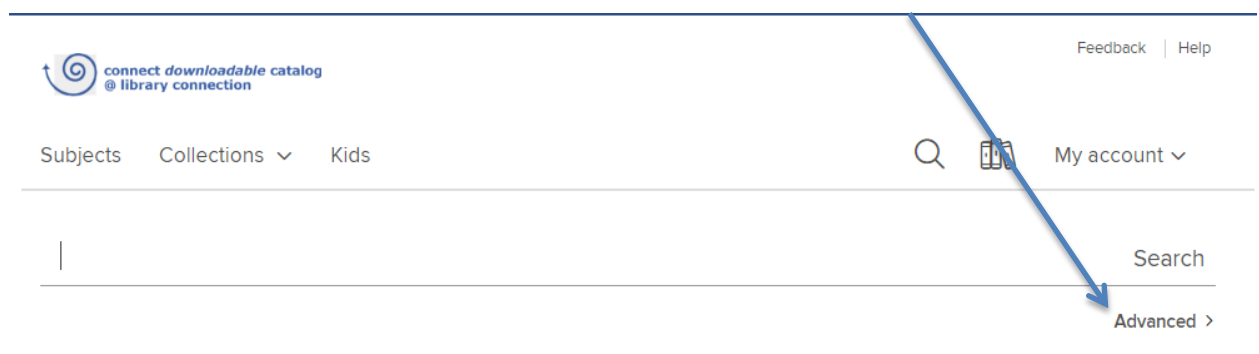 Feedback | Help
connect downloadable catalog
@ library connection
Subjects Collections Kids My account
Search
Advanced >